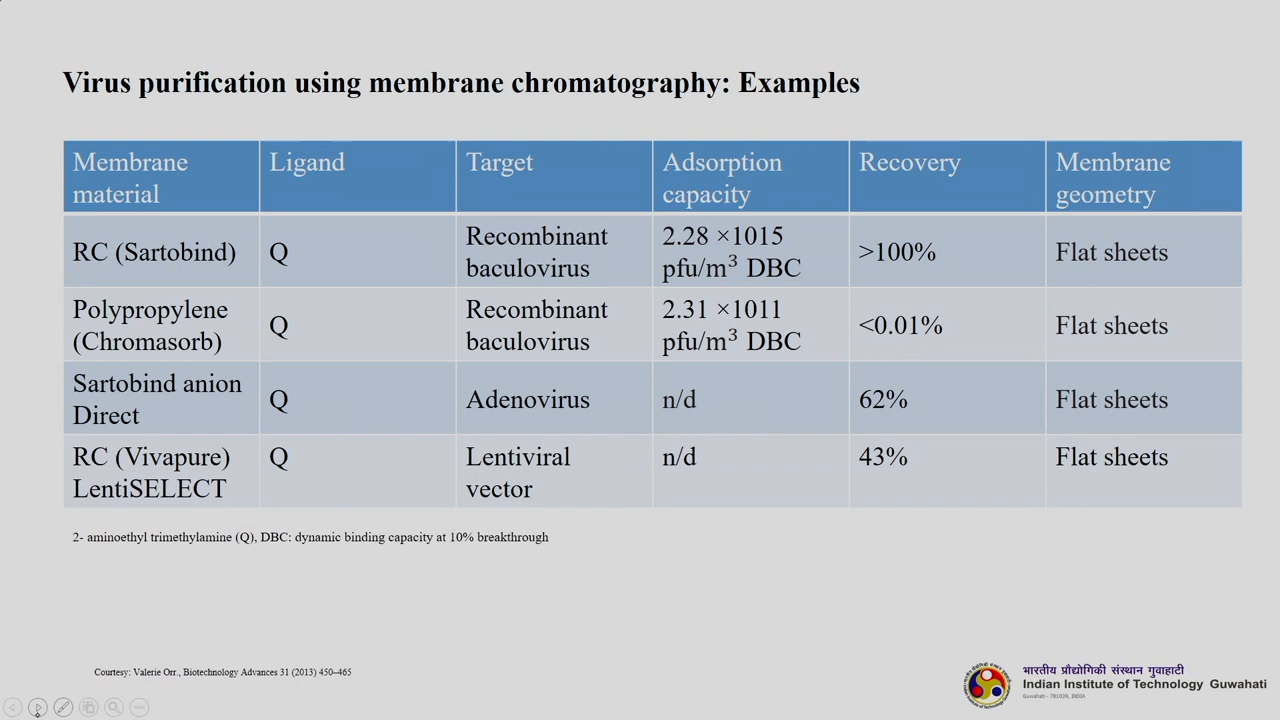 Virus purification using membrane chromatography: Examples
Membrane material
Ligand
Target
Adsorption capacity
Recovery
Membrane geometry
RC (Sartobind)
Q
Recombinant baculovirus
2.28 ×1015 pfu/m³ DBC
>100%
Flat sheets
Polypropylene (Chromasorb)
Q
Recombinant baculovirus
2.31 ×1011 pfu/m³ DBC
<0.01%
Flat sheets
Sartobind anion Direct
Q
Adenovirus
n/d
62%
Flat sheets
RC (Vivapure) LentiSELECT
Q
Lentiviral vector
n/d
43%
Flat sheets
2- aminoethyl trimethylamine (Q), DBC: dynamic binding capacity at 10% breakthrough
Courtesy: Valerie Orr., Biotechnology Advances 31 (2013) 450–465
भारतीय प्रौद्योगिकी संस्थान गुवाहाटी
Indian Institute of Technology Guwahati
Guwahati - 781039, INDIA